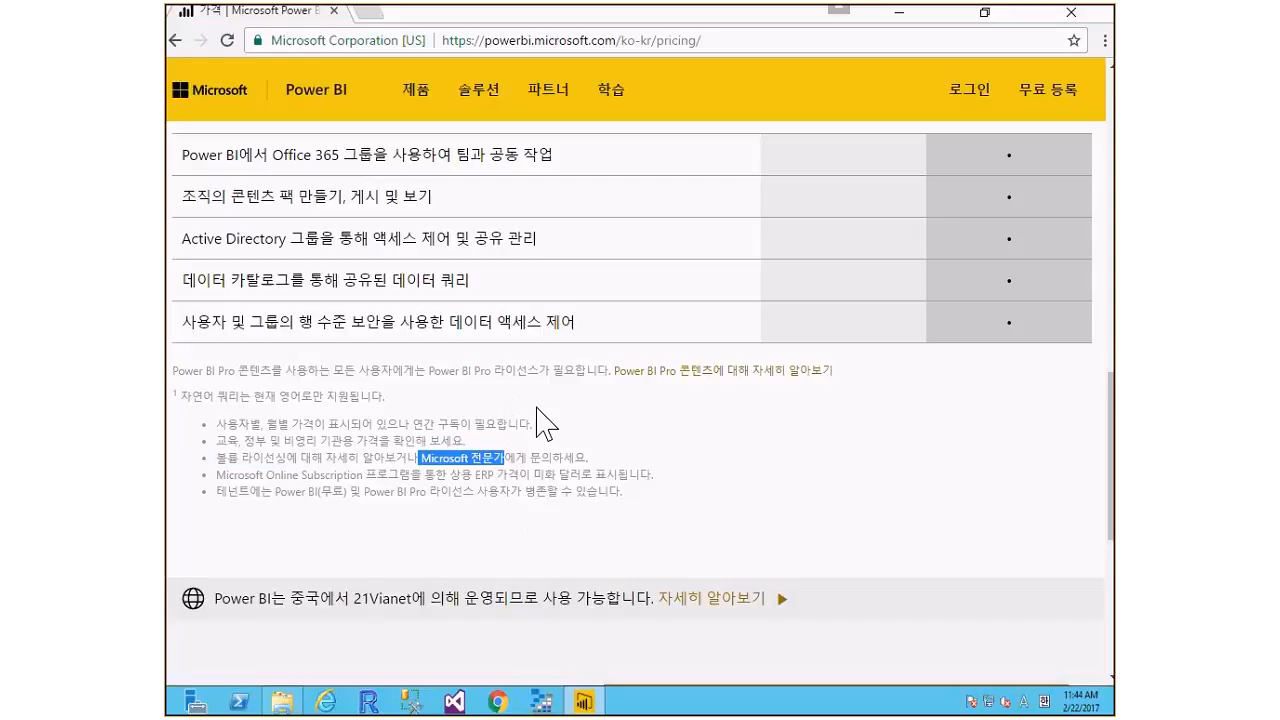 가격 | Microsoft Power B
Microsoft Corporation [US] | https://powerbi.microsoft.com/ko-kr/pricing/
Microsoft Power BI 제품 솔루션 파트너 학습 로그인 무료 등록
Power BI에서 Office 365 그룹을 사용하여 팀과 공동 작업
조직의 콘텐츠 팩 만들기, 게시 및 보기
Active Directory 그룹을 통해 액세스 제어 및 공유 관리
데이터 카탈로그를 통해 공유된 데이터 쿼리
사용자 및 그룹의 행 수준 보안을 사용한 데이터 액세스 제어
Power BI Pro 콘텐츠를 사용하는 모든 사용자에게는 Power BI Pro 라이선스가 필요합니다. Power BI Pro 콘텐츠에 대해 자세히 알아보기
1 자연어 쿼리는 현재 영어로만 지원됩니다.
• 사용자별, 월별 가격이 표시되어 있으나 연간 구독이 필요합니다.
• 교육, 정부 및 비영리 기관용 가격을 확인해 보세요.
• 볼륨 라이선싱에 대해 자세히 알아보거나 Microsoft 전문가에게 문의하세요.
• Microsoft Online Subscription 프로그램을 통한 상용 ERP 가격이 미화 달러로 표시됩니다.
• 테넌트에는 Power BI(무료) 및 Power BI Pro 라이선스 사용자가 병존할 수 있습니다.
Power BI는 중국에서 21Vianet에 의해 운영되므로 사용 가능합니다. 자세히 알아보기
A 한 11:44 AM
2/22/2017